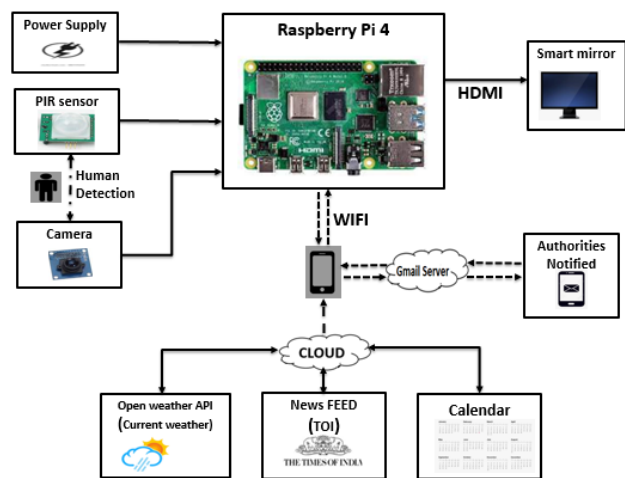 Power Supply
PIR sensor
Human
Detection
Camera
Raspberry Pi 4
HDMI
Smart mirror
WIFI
Gmail Server
Authorities
Notified
CLOUD
Open weather API
(Current weather)
News FEED
(TOI)
THE TIMES OF INDIA
Calendar